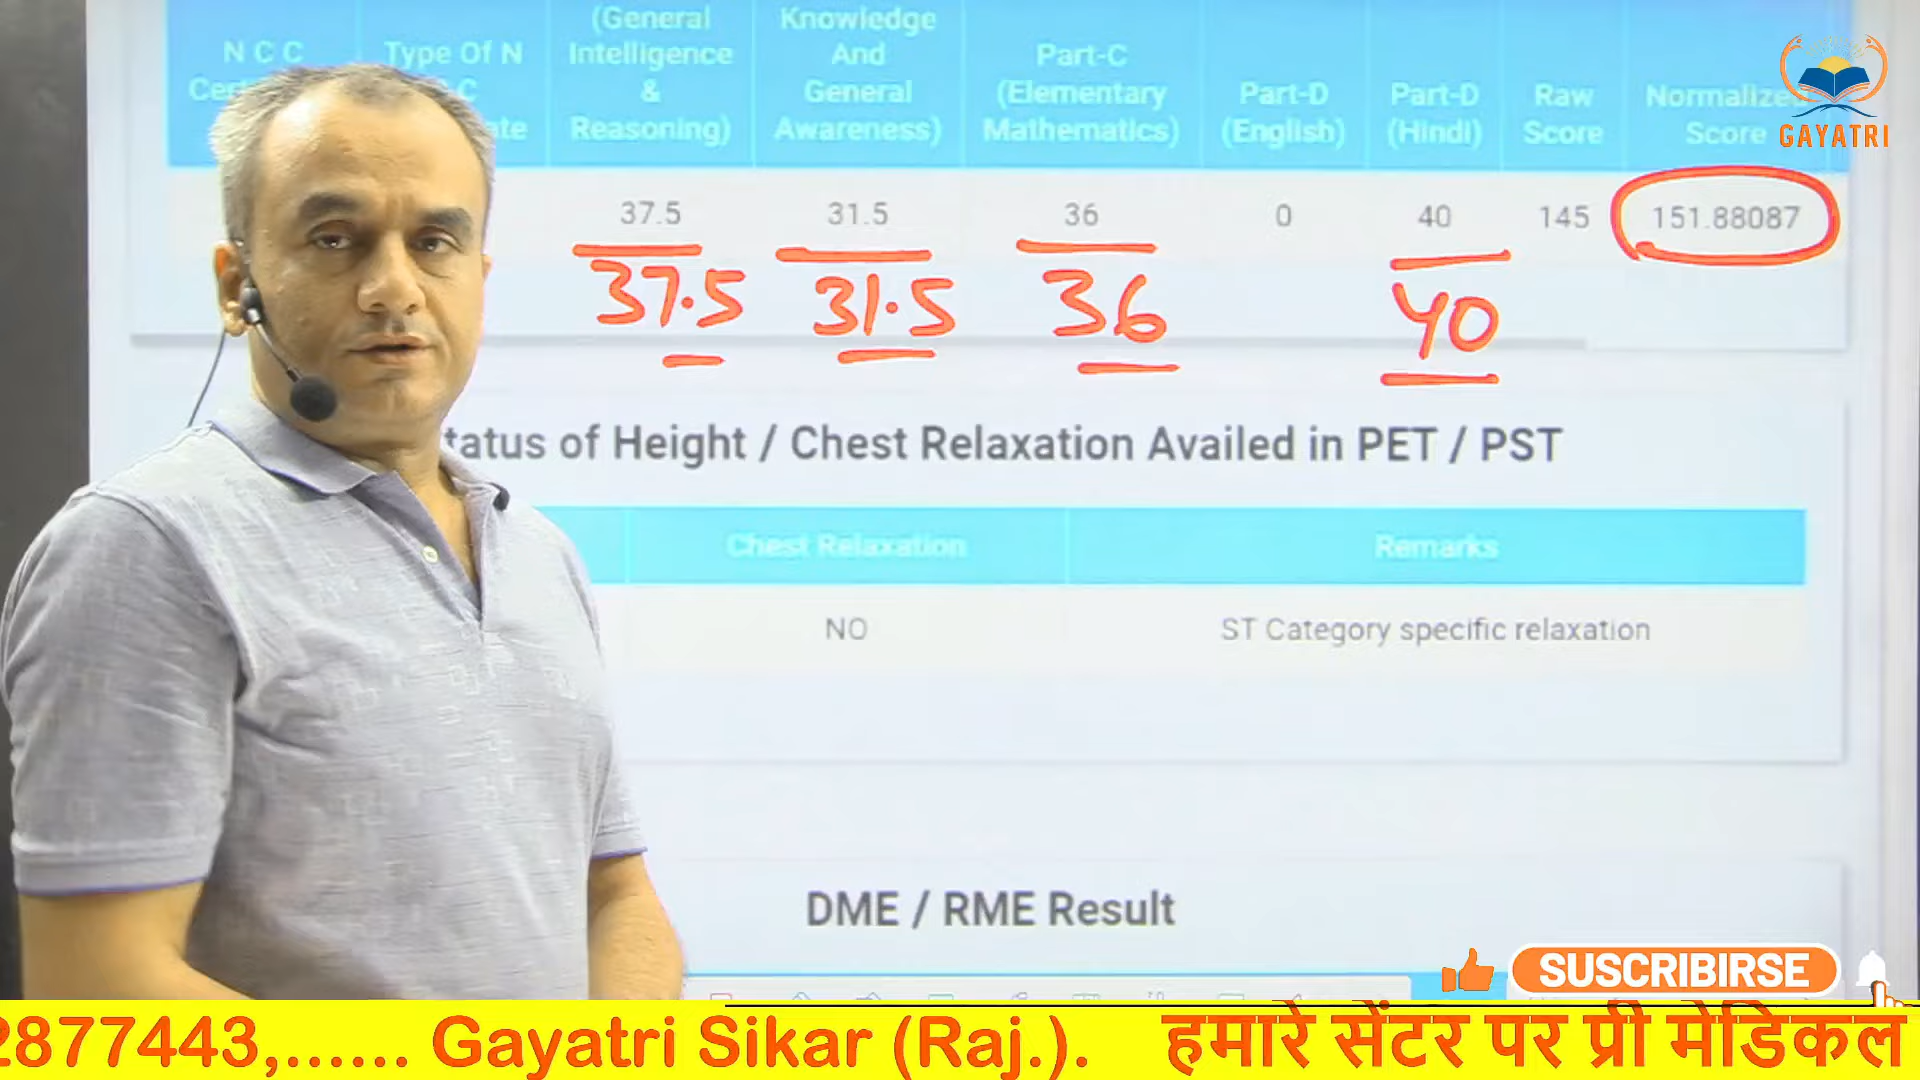 (General Intelligence & Reasoning)
Knowledge And General Awareness)
N C C
Type Of N
C
Part-C (Elementary Mathematics)
Part-D (English)
Part-D (Hindi)
Raw Score
Normalized Score
GAYATRI
37.5 31.5 36 0 40 145 151.88087
37.5 31.5 36 40
tatus of Height / Chest Relaxation Availed in PET / PST
Chest Relaxation Remarks
NO ST Category specific relaxation
DME / RME Result
SUSCRIBIRSE
2877443,...... Gayatri Sikar (Raj.). हमारे सेंटर पर प्री मेडिकल